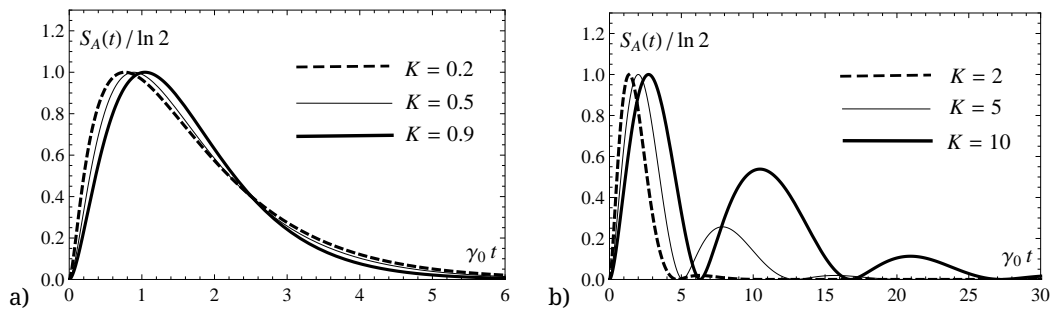 S_A(t) / ln 2
1.2
1.0
0.8
0.6
0.4
0.2
0.0
K = 0.2
K = 0.5
K = 0.9
γ₀ t
0 1 2 3 4 5 6
a)
S_A(t) / ln 2
1.2
1.0
0.8
0.6
0.4
0.2
0.0
K = 2
K = 5
K = 10
γ₀ t
0 5 10 15 20 25 30
b)